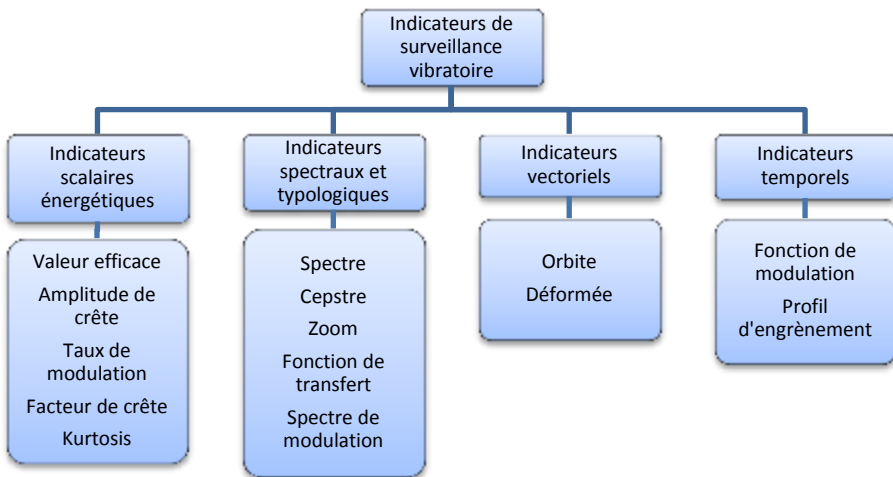 Indicateurs de
surveillance
vibratoire
Indicateurs
scalaires
énergétiques
Valeur efficace
Amplitude de
crête
Taux de
modulation
Facteur de crête
Kurtosis
Indicateurs
spectraux et
typologiques
Spectre
Cepstre
Zoom
Fonction de
transfert
Spectre de
modulation
Indicateurs
vectoriels
Orbite
Déformée
Indicateurs
temporels
Fonction de
modulation
Profil
d'engrènement